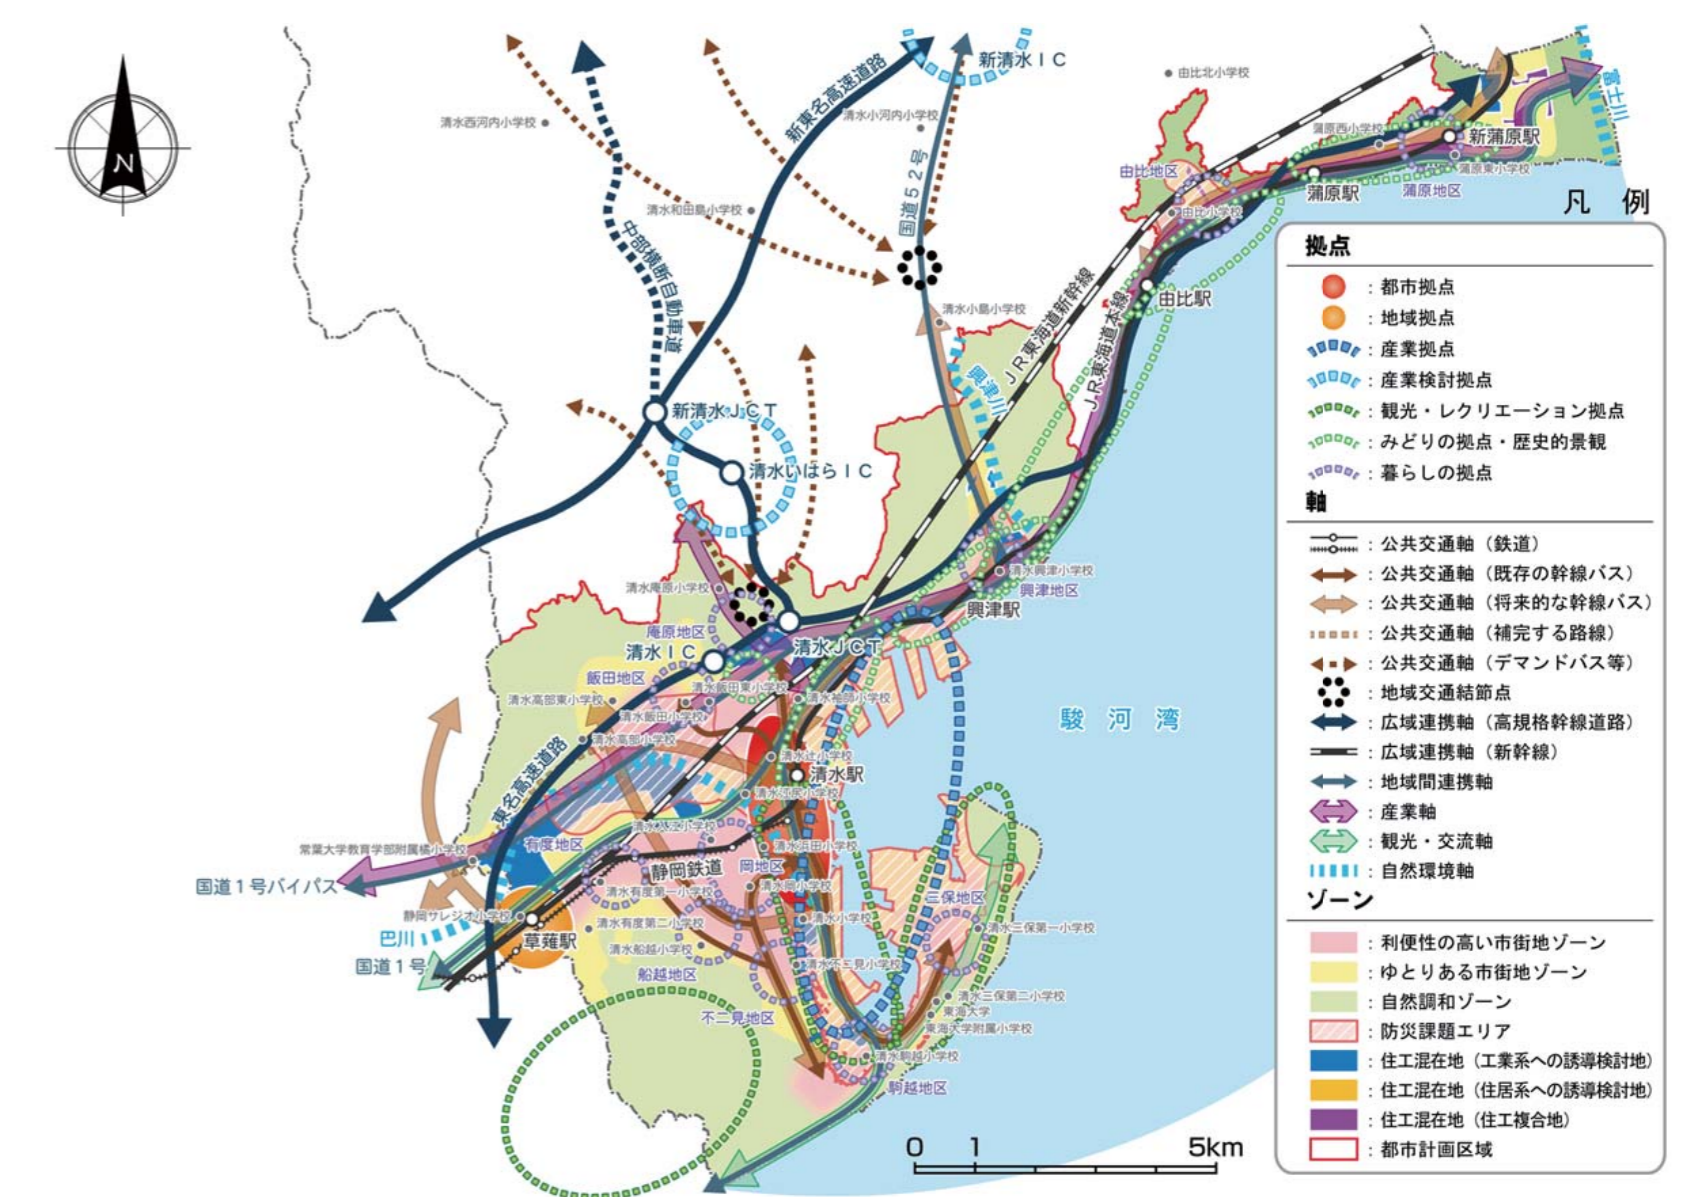 N
新清水ＩＣ
由比北小学校
新東名高速道路
清水小河内小学校
清水西河内小学校
富士川
蒲原西小学校
新蒲原駅
蒲原東小学校
由比地区
蒲原駅
蒲原地区
国道５２号
清水和田島小学校
由比小学校
中部横断自動車道
ＪＲ東海道新幹線
ＪＲ東海道本線
由比駅
清水小島小学校
興津川
新清水ＪＣＴ
清水いはらＩＣ
清水興津小学校
興津地区
興津駅
清水庵原小学校
庵原地区
清水ＩＣ
清水ＪＣＴ
飯田地区
清水飯田東小学校
清水高部東小学校
清水袖師小学校
清水飯田小学校
清水高部小学校
駿河湾
清水辻小学校
清水駅
東名高速道路
清水江尻小学校
清水入江小学校
有度地区
常葉大学教育学部附属橘小学校
清水浜田小学校
静岡鉄道
岡地区
国道１号バイパス
清水有度第一小学校
清水岡小学校
三保地区
静岡サレジオ小学校
清水有度第二小学校
清水小学校
清水三保第一小学校
巴川
草薙駅
清水船越小学校
国道１号
船越地区
清水不二見小学校
清水三保第二小学校
東海大学
不二見地区
東海大学附属小学校
清水駒越小学校
駒越地区
0 1 5km
凡 例
拠点
：都市拠点
：地域拠点
：産業拠点
：産業検討拠点
：観光・レクリエーション拠点
：みどりの拠点・歴史的景観
：暮らしの拠点
軸
：公共交通軸（鉄道）
：公共交通軸（既存の幹線バス）
：公共交通軸（将来的な幹線バス）
：公共交通軸（補完する路線）
：公共交通軸（デマンドバス等）
：地域交通結節点
：広域連携軸（高規格幹線道路）
：広域連携軸（新幹線）
：地域間連携軸
：産業軸
：観光・交流軸
：自然環境軸
ゾーン
：利便性の高い市街地ゾーン
：ゆとりある市街地ゾーン
：自然調和ゾーン
：防災課題エリア
：住工混在地（工業系への誘導検討地）
：住工混在地（住居系への誘導検討地）
：住工混在地（住工複合地）
：都市計画区域